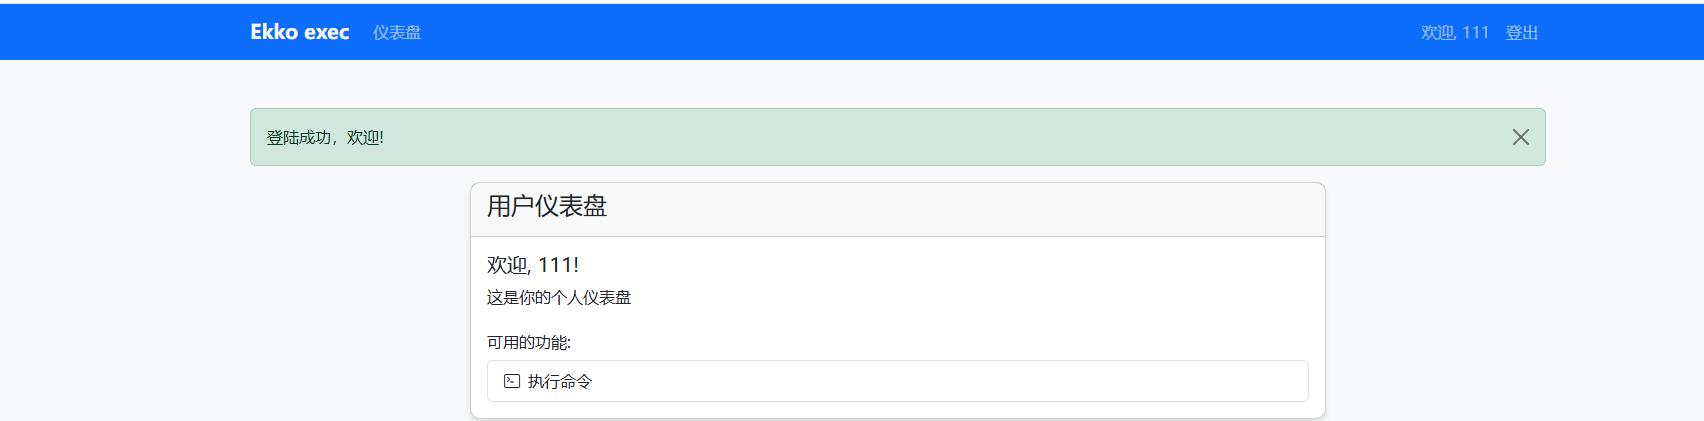 Ekko exec 仪表盘 欢迎, 111 登出
登陆成功，欢迎!
用户仪表盘
欢迎, 111!
这是你的个人仪表盘
可用的功能:
执行命令